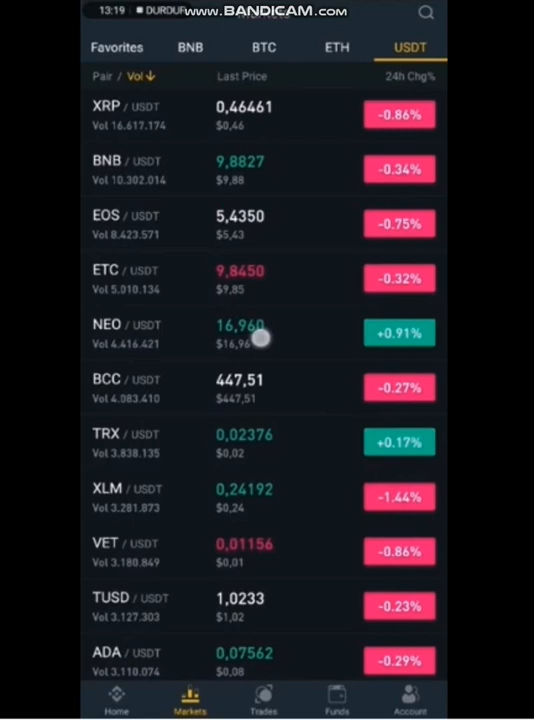 13:19 ■ DURDUR
www.BANDICAM.com
Favorites BNB BTC ETH USDT
Pair / Vol↓ Last Price 24h Chg%
XRP / USDT 0,46461 -0.86%
Vol 16.617.174 $0,46
BNB / USDT 9,8827 -0.34%
Vol 10.302.014 $9,88
EOS / USDT 5,4350 -0.75%
Vol 8.423.571 $5,43
ETC / USDT 9,8450 -0.32%
Vol 5.010.134 $9,85
NEO / USDT 16,960 +0.91%
Vol 4.416.421 $16,96
BCC / USDT 447,51 -0.27%
Vol 4.083.410 $447,51
TRX / USDT 0,02376 +0.17%
Vol 3.838.135 $0,02
XLM / USDT 0,24192 -1.44%
Vol 3.281.873 $0,24
VET / USDT 0,01156 -0.86%
Vol 3.180.849 $0,01
TUSD / USDT 1,0233 -0.23%
Vol 3.127.303 $1,02
ADA / USDT 0,07562 -0.29%
Vol 3.110.074 $0,08
Home Markets Trades Funds Account